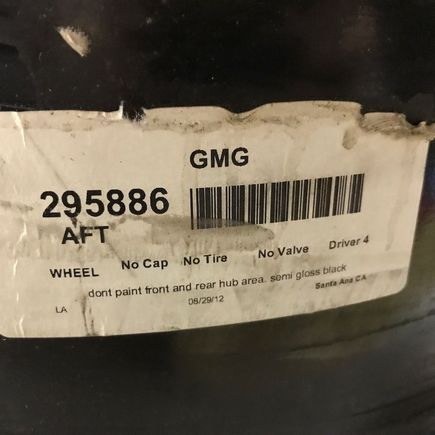 GMG
295886
AFT
WHEEL No Cap No Tire No Valve Driver 4
dont paint front and rear hub area. semi gloss black
LA 08/29/12 Santa Ana CA